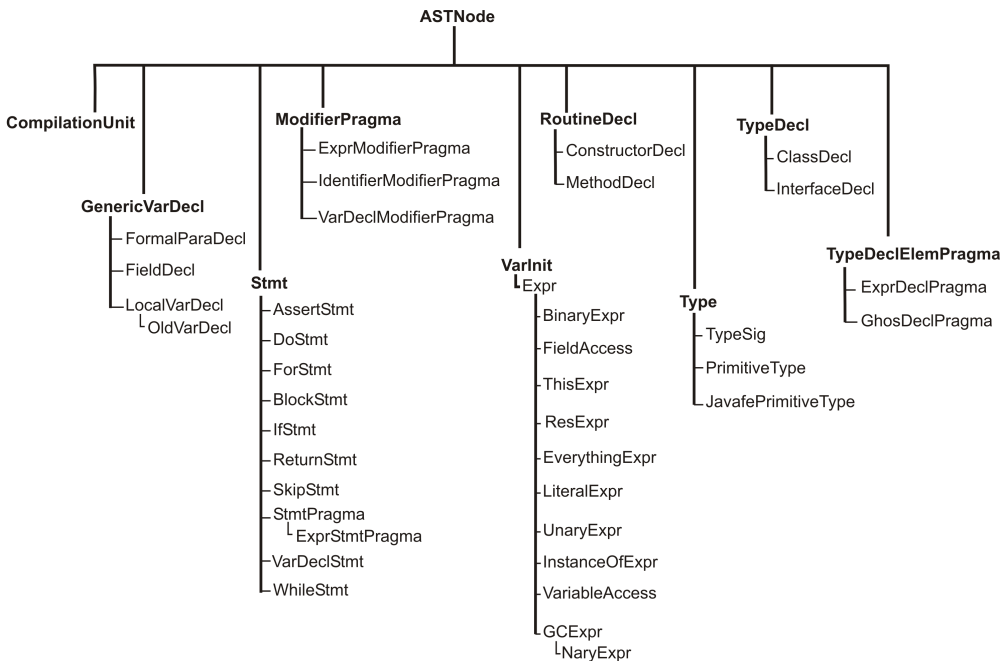 ASTNode
CompilationUnit
GenericVarDecl
FormalParaDecl
FieldDecl
LocalVarDecl
OldVarDecl
Stmt
AssertStmt
DoStmt
ForStmt
BlockStmt
IfStmt
ReturnStmt
SkipStmt
StmtPragma
ExprStmtPragma
VarDeclStmt
WhileStmt
ModifierPragma
ExprModifierPragma
IdentifierModifierPragma
VarDeclModifierPragma
VarInit
Expr
BinaryExpr
FieldAccess
ThisExpr
ResExpr
EverythingExpr
LiteralExpr
UnaryExpr
InstanceOfExpr
VariableAccess
GCExpr
NaryExpr
RoutineDecl
ConstructorDecl
MethodDecl
Type
TypeSig
PrimitiveType
JavafePrimitiveType
TypeDecl
ClassDecl
InterfaceDecl
TypeDeclElemPragma
ExprDeclPragma
GhosDeclPragma